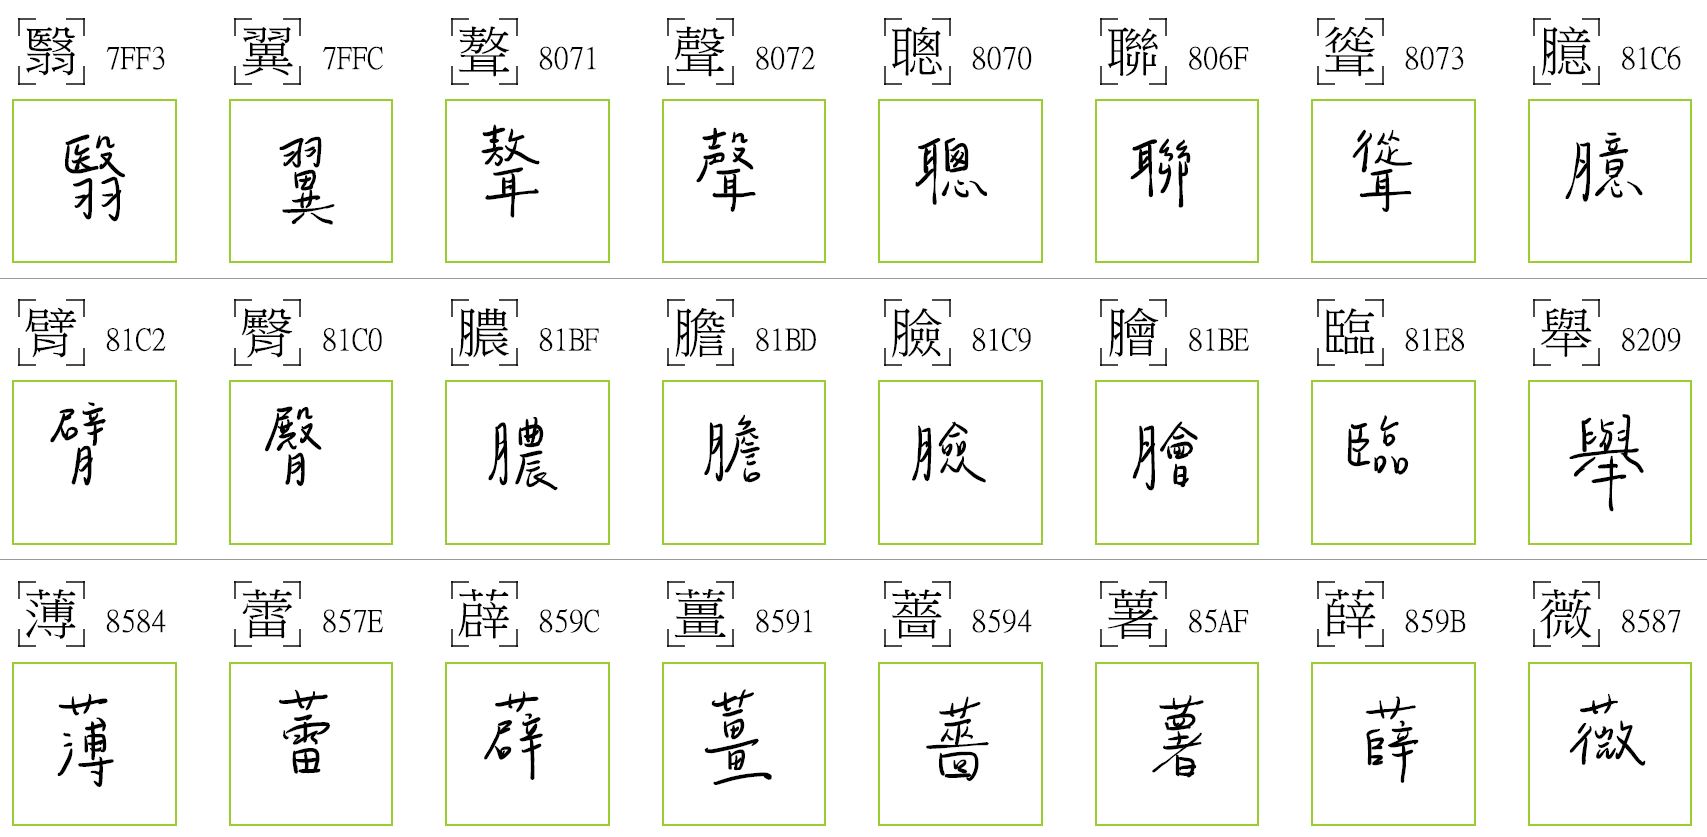 翳 7FF3 翼 7FFC 聱 8071 聲 8072 聰 8070 聯 806F 聳 8073 臆 81C6
翳 翼 聱 聲 聰 聯 聳 臆
臂 81C2 臀 81C0 膿 81BF 膽 81BD 臉 81C9 膾 81BE 臨 81E8 舉 8209
臂 臀 膿 膽 臉 膾 臨 舉
薄 8584 蕾 857E 薜 859C 薑 8591 薔 8594 薯 85AF 薛 859B 薇 8587
薄 蕾 薜 薑 薔 薯 薛 薇